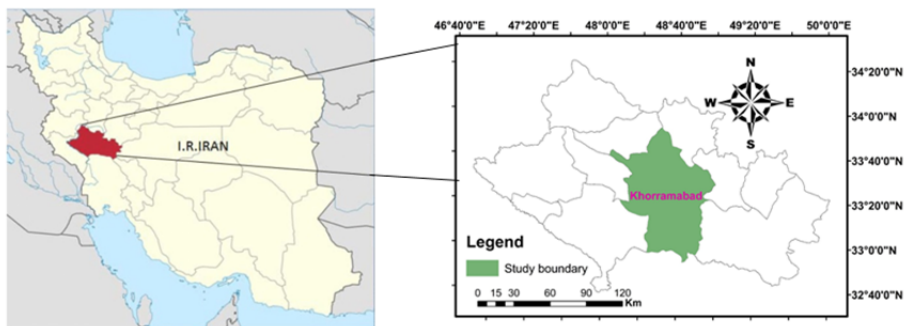 46°40'0"E 47°20'0"E 48°0'0"E 48°40'0"E 49°20'0"E 50°0'0"E
I.R.IRAN
N
W E
S
34°20'0"N
34°0'0"N
33°40'0"N
33°20'0"N
33°0'0"N
32°40'0"N
Khorramabad
Legend
Study boundary
0 15 30 60 90 120
Km